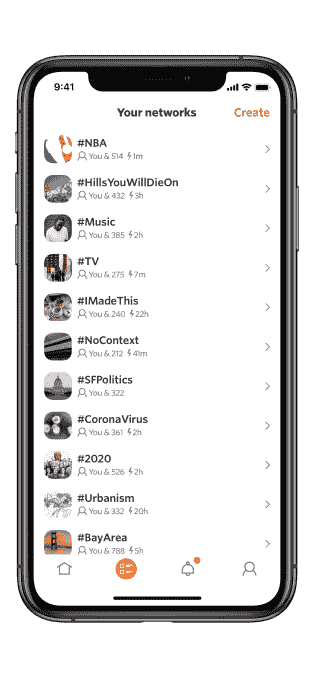 9:41
Your networks Create
#NBA
You & 514 1m
#HillsYouWillDieOn
You & 432 3h
#Music
You & 385 2h
#TV
You & 275 7m
#IMadeThis
You & 240 22h
#NoContext
You & 212 41m
#SFPolitics
You & 322
#CoronaVirus
You & 361 2h
#2020
You & 526 2h
#Urbanism
You & 332 20h
#BayArea
You & 788 5h